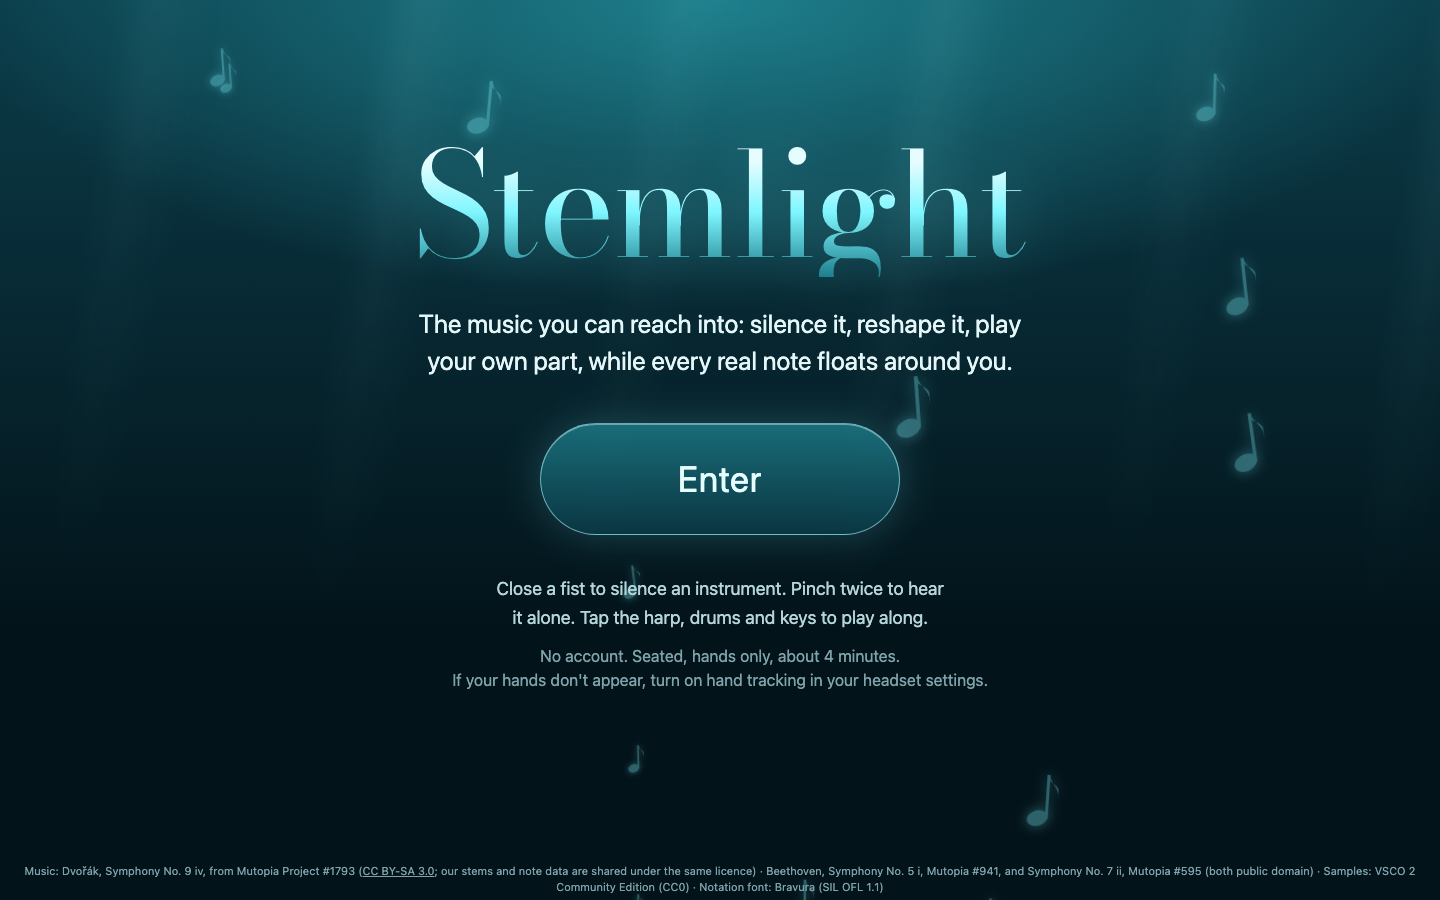 Stemlight
The music you can reach into: silence it, reshape it, play
your own part, while every real note floats around you.
Enter
Close a fist to silence an instrument. Pinch twice to hear
it alone. Tap the harp, drums and keys to play along.
No account. Seated, hands only, about 4 minutes.
If your hands don't appear, turn on hand tracking in your headset settings.
Music: Dvořák, Symphony No. 9 iv, from Mutopia Project #1793 (CC BY-SA 3.0; our stems and note data are shared under the same licence) · Beethoven, Symphony No. 5 i, Mutopia #941, and Symphony No. 7 ii, Mutopia #595 (both public domain) · Samples: VSCO 2
Community Edition (CC0) · Notation font: Bravura (SIL OFL 1.1)